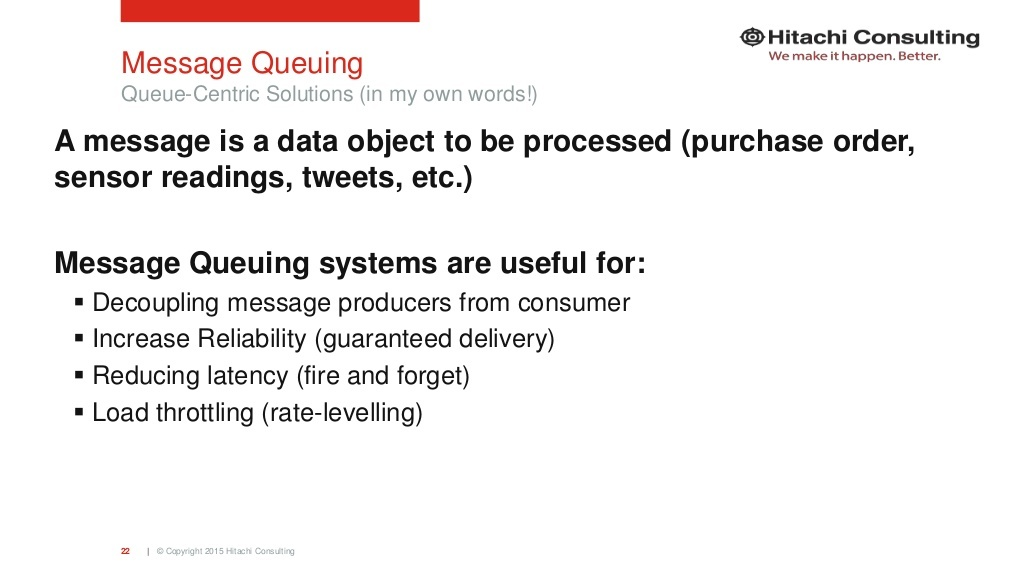 Hitachi Consulting
We make it happen. Better.
Message Queuing
Queue-Centric Solutions (in my own words!)
A message is a data object to be processed (purchase order,
sensor readings, tweets, etc.)
Message Queuing systems are useful for:
▪ Decoupling message producers from consumer
▪ Increase Reliability (guaranteed delivery)
▪ Reducing latency (fire and forget)
▪ Load throttling (rate-levelling)
22 | © Copyright 2015 Hitachi Consulting